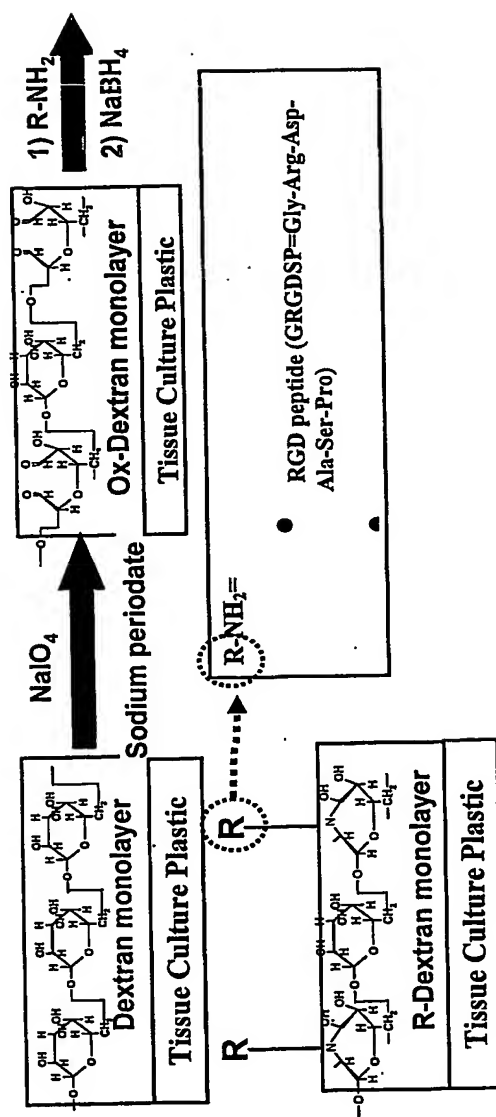 Dextran monolayer
Tissue Culture Plastic
NaIO4
Sodium periodate
Ox-Dextran monolayer
Tissue Culture Plastic
1) R-NH2
2) NaBH4
R
R
R-NH2=
RGD peptide (GRGDSP=Gly-Arg-Asp-
Ala-Ser-Pro)
R-Dextran monolayer
Tissue Culture Plastic